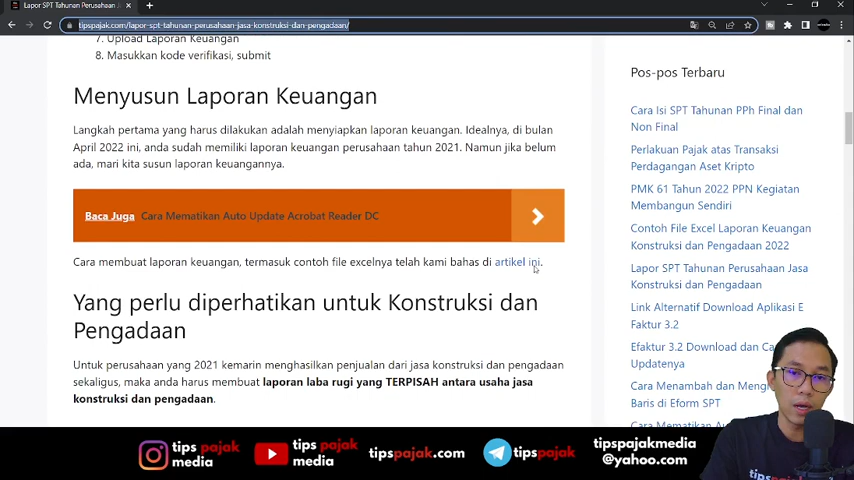 Lapor SPT Tahunan Perusahaan J
tipspajak.com/lapor-spt-tahunan-perusahaan-jasa-konstruksi-dan-pengadaan/
7. Upload Laporan Keuangan
8. Masukkan kode verifikasi, submit
Menyusun Laporan Keuangan
Langkah pertama yang harus dilakukan adalah menyiapkan laporan keuangan. Idealnya, di bulan
April 2022 ini, anda sudah memiliki laporan keuangan perusahaan tahun 2021. Namun jika belum
ada, mari kita susun laporan keuangannya.
Baca Juga Cara Mematikan Auto Update Acrobat Reader DC
Cara membuat laporan keuangan, termasuk contoh file excelnya telah kami bahas di artikel ini.
Yang perlu diperhatikan untuk Konstruksi dan
Pengadaan
Untuk perusahaan yang 2021 kemarin menghasilkan penjualan dari jasa konstruksi dan pengadaan
sekaligus, maka anda harus membuat laporan laba rugi yang TERPISAH antara usaha jasa
konstruksi dan pengadaan.
Pos-pos Terbaru
Cara Isi SPT Tahunan PPh Final dan
Non Final
Perlakuan Pajak atas Transaksi
Perdagangan Aset Kripto
PMK 61 Tahun 2022 PPN Kegiatan
Membangun Sendiri
Contoh File Excel Laporan Keuangan
Konstruksi dan Pengadaan 2022
Lapor SPT Tahunan Perusahaan Jasa
Konstruksi dan Pengadaan
Link Alternatif Download Aplikasi E
Faktur 3.2
Efaktur 3.2 Download dan Ca
Updatenya
Cara Menambah dan Meng
Baris di Eform SPT
Cara Mematikan Au
tips pajak
media
tips pajak
media
tipspajak.com
tipspajak
tipspajakmedia
@yahoo.com